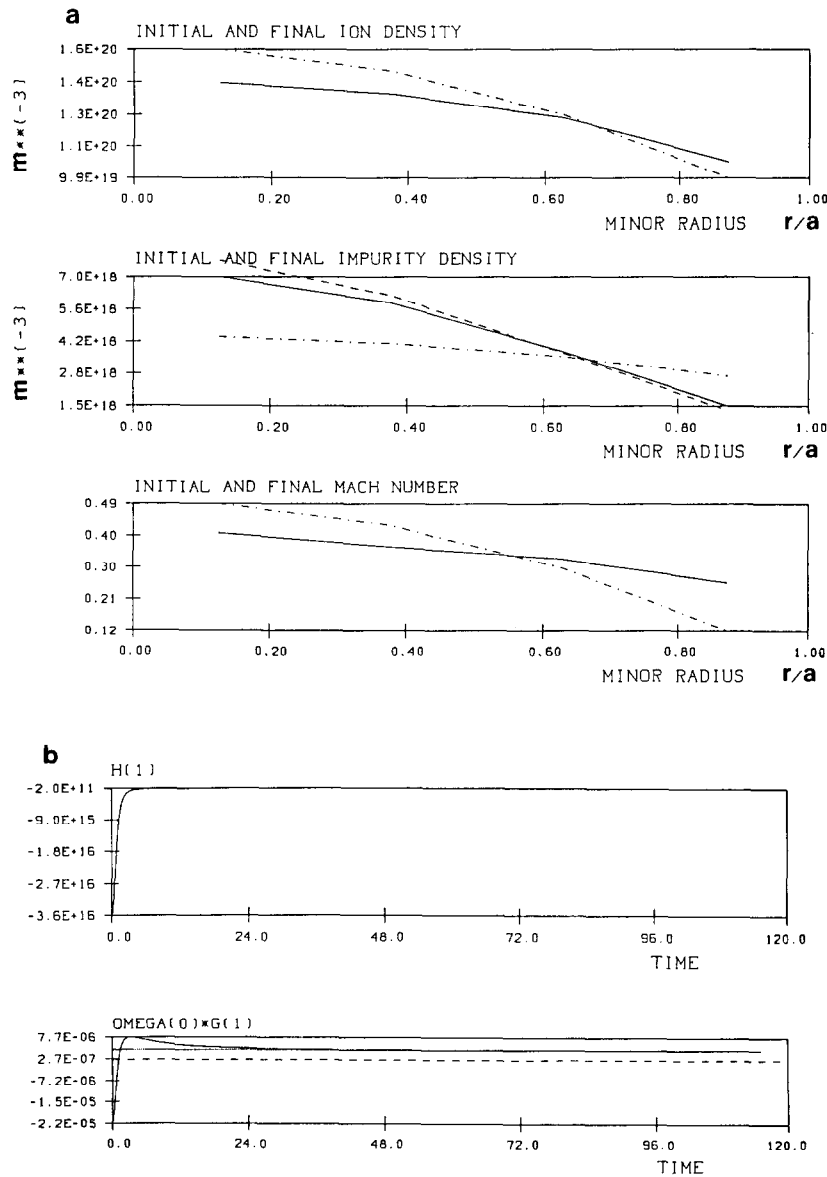 a
INITIAL AND FINAL ION DENSITY
m**(-3)
1.6E+20
1.4E+20
1.3E+20
1.1E+20
9.9E+19
0.00 0.20 0.40 0.60 0.80 1.00
MINOR RADIUS r/a
INITIAL AND FINAL IMPURITY DENSITY
m**(-3)
7.0E+18
5.6E+18
4.2E+18
2.8E+18
1.5E+18
0.00 0.20 0.40 0.60 0.80 1.00
MINOR RADIUS r/a
INITIAL AND FINAL MACH NUMBER
0.49
0.40
0.30
0.21
0.12
0.00 0.20 0.40 0.60 0.80 1.00
MINOR RADIUS r/a
b
H(1)
-2.0E+11
-9.0E+15
-1.8E+16
-2.7E+16
-3.6E+16
0.0 24.0 48.0 72.0 96.0 120.0
TIME
OMEGA(0)*G(1)
7.7E-06
2.7E-07
-7.2E-06
-1.5E-05
-2.2E-05
0.0 24.0 48.0 72.0 96.0 120.0
TIME